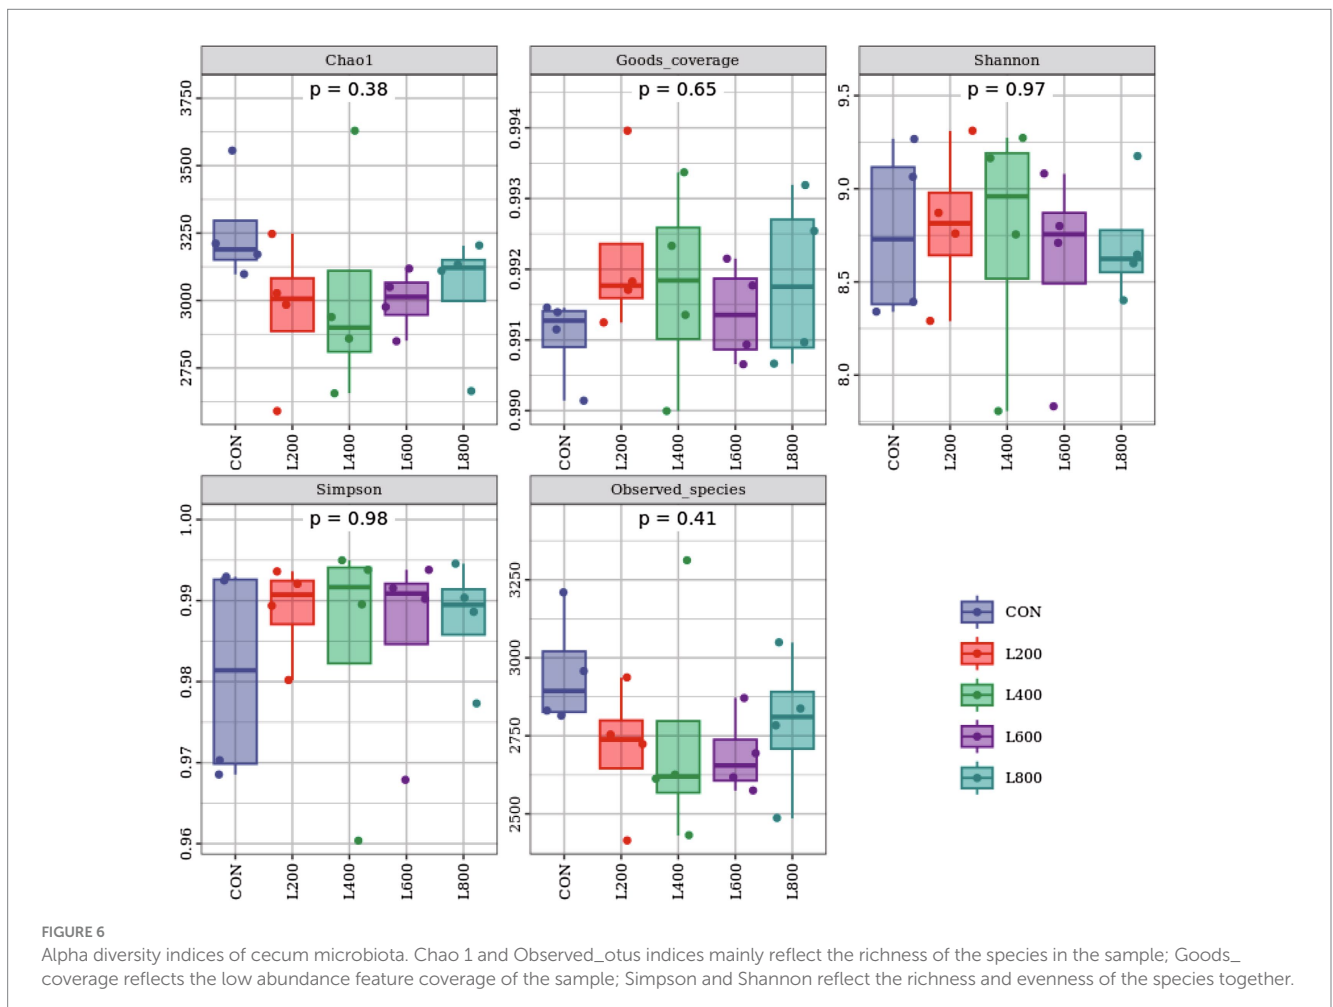 Chao1
Goods_coverage
Shannon
p = 0.38
p = 0.65
p = 0.97
3750
3500
3250
3000
2750
0.994
0.993
0.992
0.991
0.990
9.5
9.0
8.5
8.0
CON
L200
L400
L600
L800
CON
L200
L400
L600
L800
CON
L200
L400
L600
L800
Simpson
Observed_species
p = 0.98
p = 0.41
1.00
0.99
0.98
0.97
0.96
3250
3000
2750
2500
CON
L200
L400
L600
L800
CON
L200
L400
L600
L800
CON
L200
L400
L600
L800
FIGURE 6
Alpha diversity indices of cecum microbiota. Chao 1 and Observed_otus indices mainly reflect the richness of the species in the sample; Goods_
coverage reflects the low abundance feature coverage of the sample; Simpson and Shannon reflect the richness and evenness of the species together.